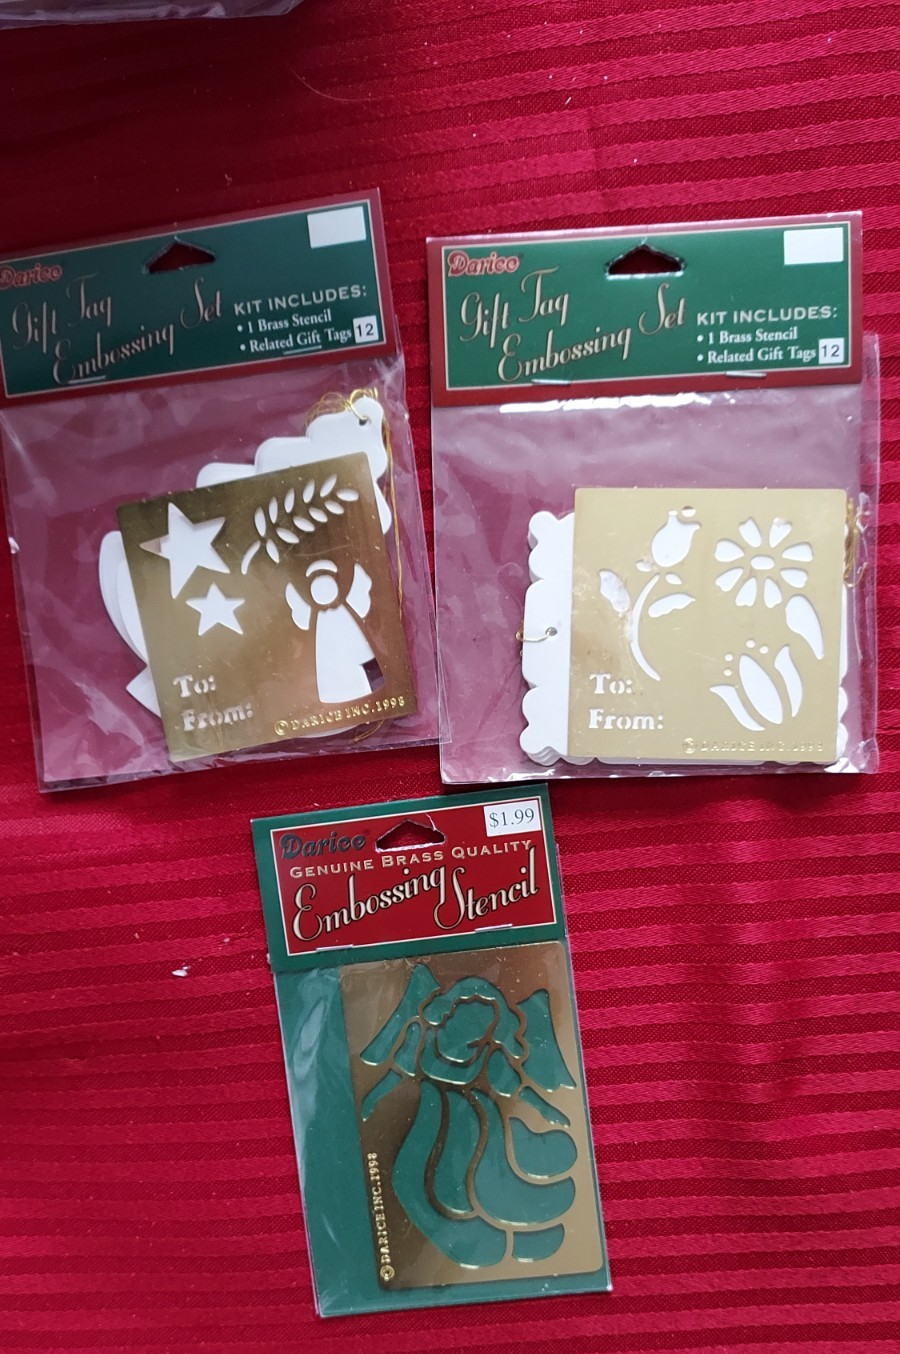 Darice
Gift Tag
Embossing Set
KIT INCLUDES:
• 1 Brass Stencil
• Related Gift Tags 12
To:
From:
© DARICE INC. 1998
Darice
Gift Tag
Embossing Set
KIT INCLUDES:
• 1 Brass Stencil
• Related Gift Tags 12
To:
From:
© DARICE INC. 1998
$1.99
Darice
GENUINE BRASS QUALITY
Embossing
Stencil
© DARICE INC. 1998